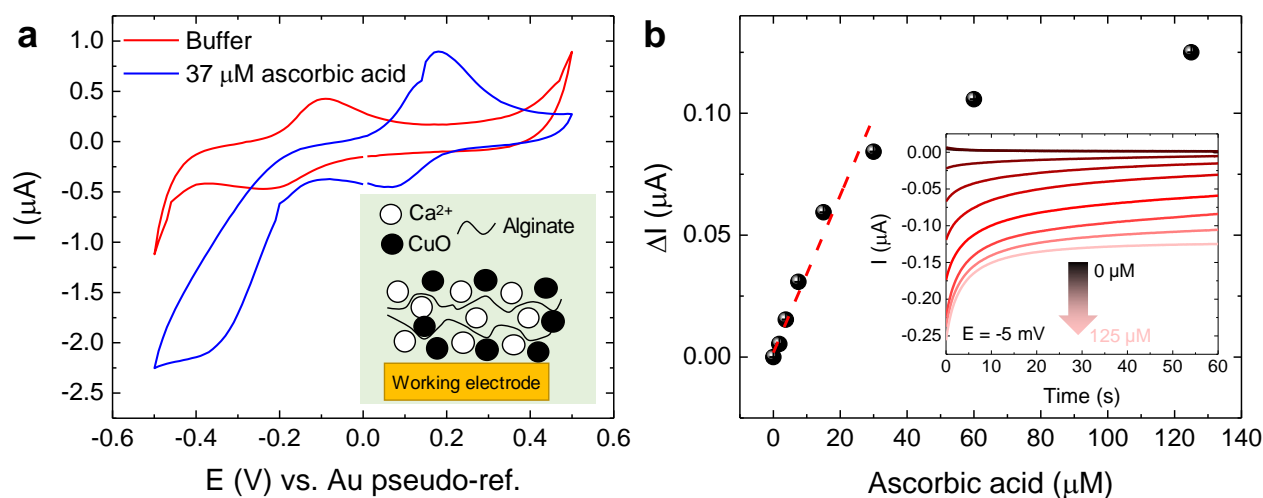 a
Buffer
37 μM ascorbic acid
1.0
0.5
0.0
-0.5
-1.0
-1.5
-2.0
-2.5
I (μA)
-0.6
-0.4
-0.2
0.0
0.2
0.4
0.6
E (V) vs. Au pseudo-ref.
Ca²⁺
CuO
Alginate
Working electrode
b
0.10
0.05
0.00
ΔI (μA)
0
20
40
60
80
100
120
140
Ascorbic acid (μM)
0.00
-0.05
-0.10
-0.15
-0.20
-0.25
I (μA)
0 μM
125 μM
E = -5 mV
0
10
20
30
40
50
60
Time (s)